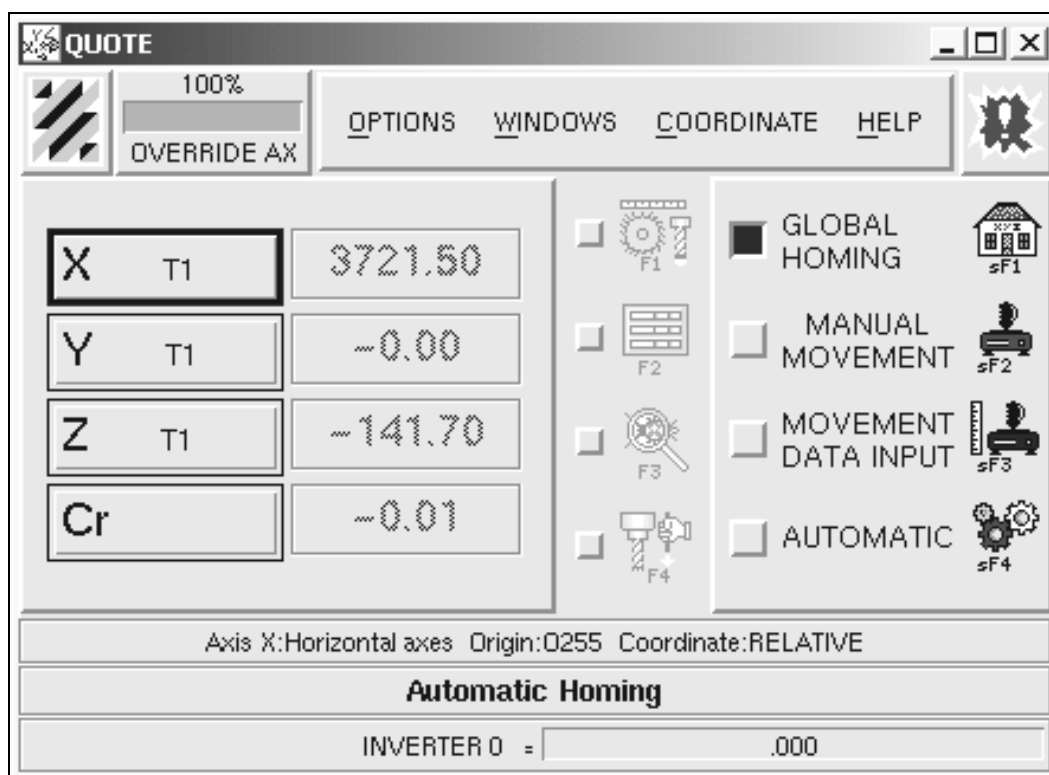 QUOTE
100%
OVERRIDE AX
OPTIONS WINDOWS COORDINATE HELP
X T1 3721.50
Y T1 -0.00
Z T1 -141.70
Cr -0.01
F1
F2
F3
F4
GLOBAL
HOMING
XYZ
sF1
MANUAL
MOVEMENT
sF2
MOVEMENT
DATA INPUT
sF3
AUTOMATIC
sF4
Axis X:Horizontal axes Origin:O255 Coordinate:RELATIVE
Automatic Homing
INVERTER 0 = .000